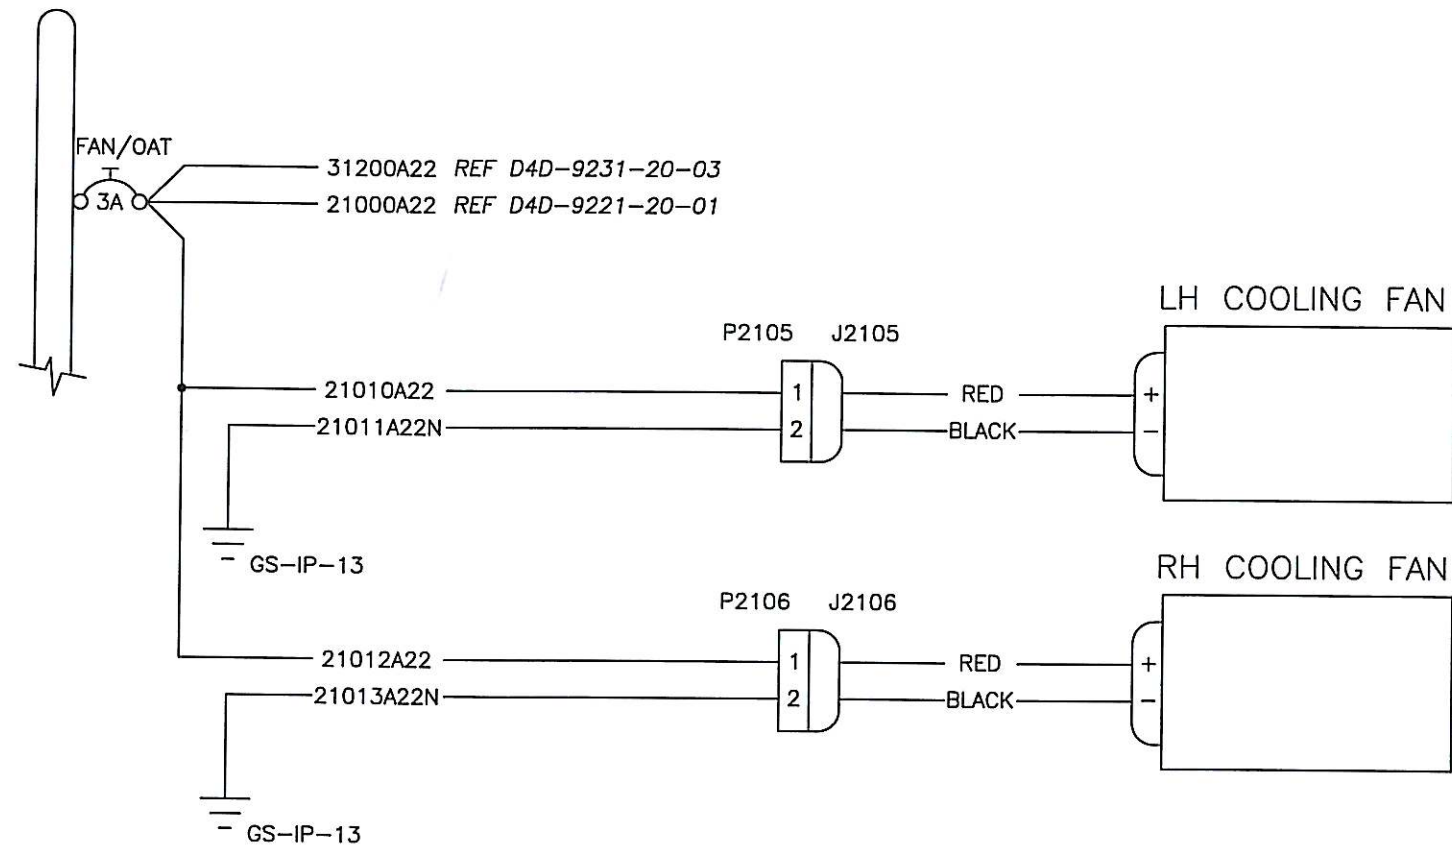 FAN/OAT
3A
31200A22 REF D4D-9231-20-03
21000A22 REF D4D-9221-20-01
LH COOLING FAN
P2105 J2105
21010A22 1 RED +
21011A22N 2 BLACK -
GS-IP-13
RH COOLING FAN
P2106 J2106
21012A22 1 RED +
21013A22N 2 BLACK -
GS-IP-13